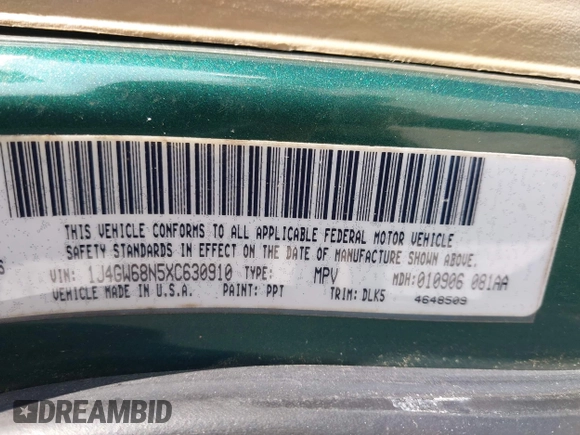 THIS VEHICLE CONFORMS TO ALL APPLICABLE FEDERAL MOTOR VEHICLE
SAFETY STANDARDS IN EFFECT ON THE DATE OF MANUFACTURE SHOWN ABOVE.
S
VIN: 1J4GW68N5XC630910 TYPE: MPV MDH:010906 081AA
VEHICLE MADE IN U.S.A. PAINT: PPT TRIM: DLK5 4648509
DREAMBID